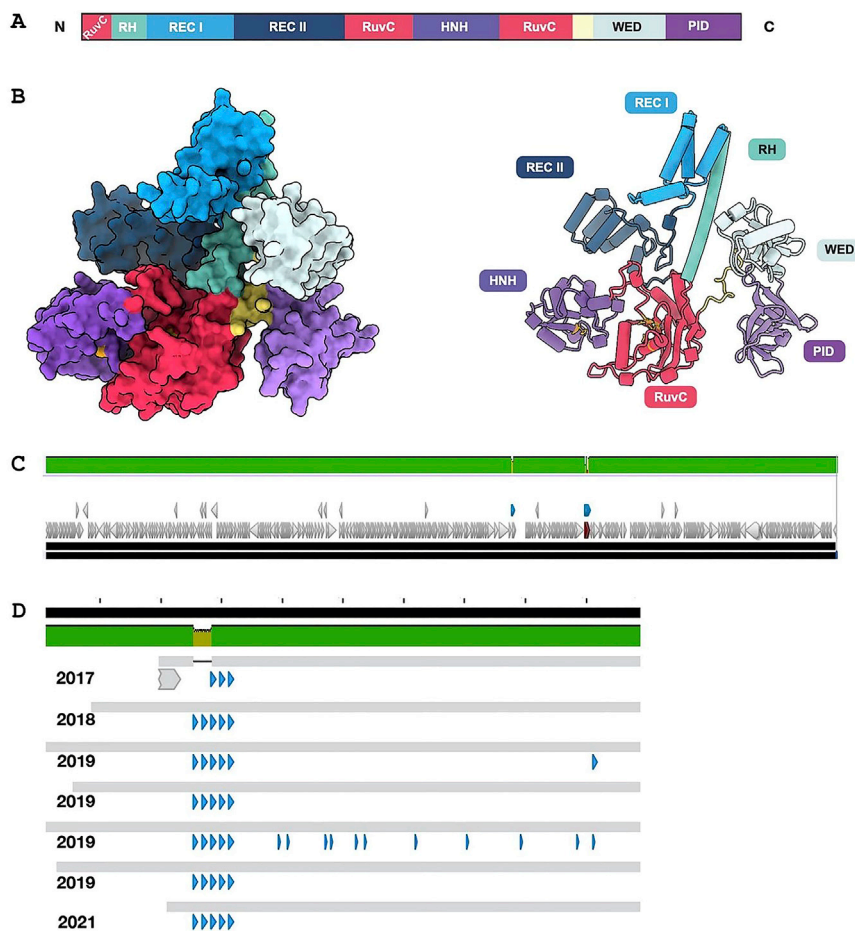 A N RuvC RH REC I REC II RuvC HNH RuvC WED PID C
B
REC I
RH
REC II
WED
HNH
PID
RuvC
C
D
2017
2018
2019
2019
2019
2019
2021